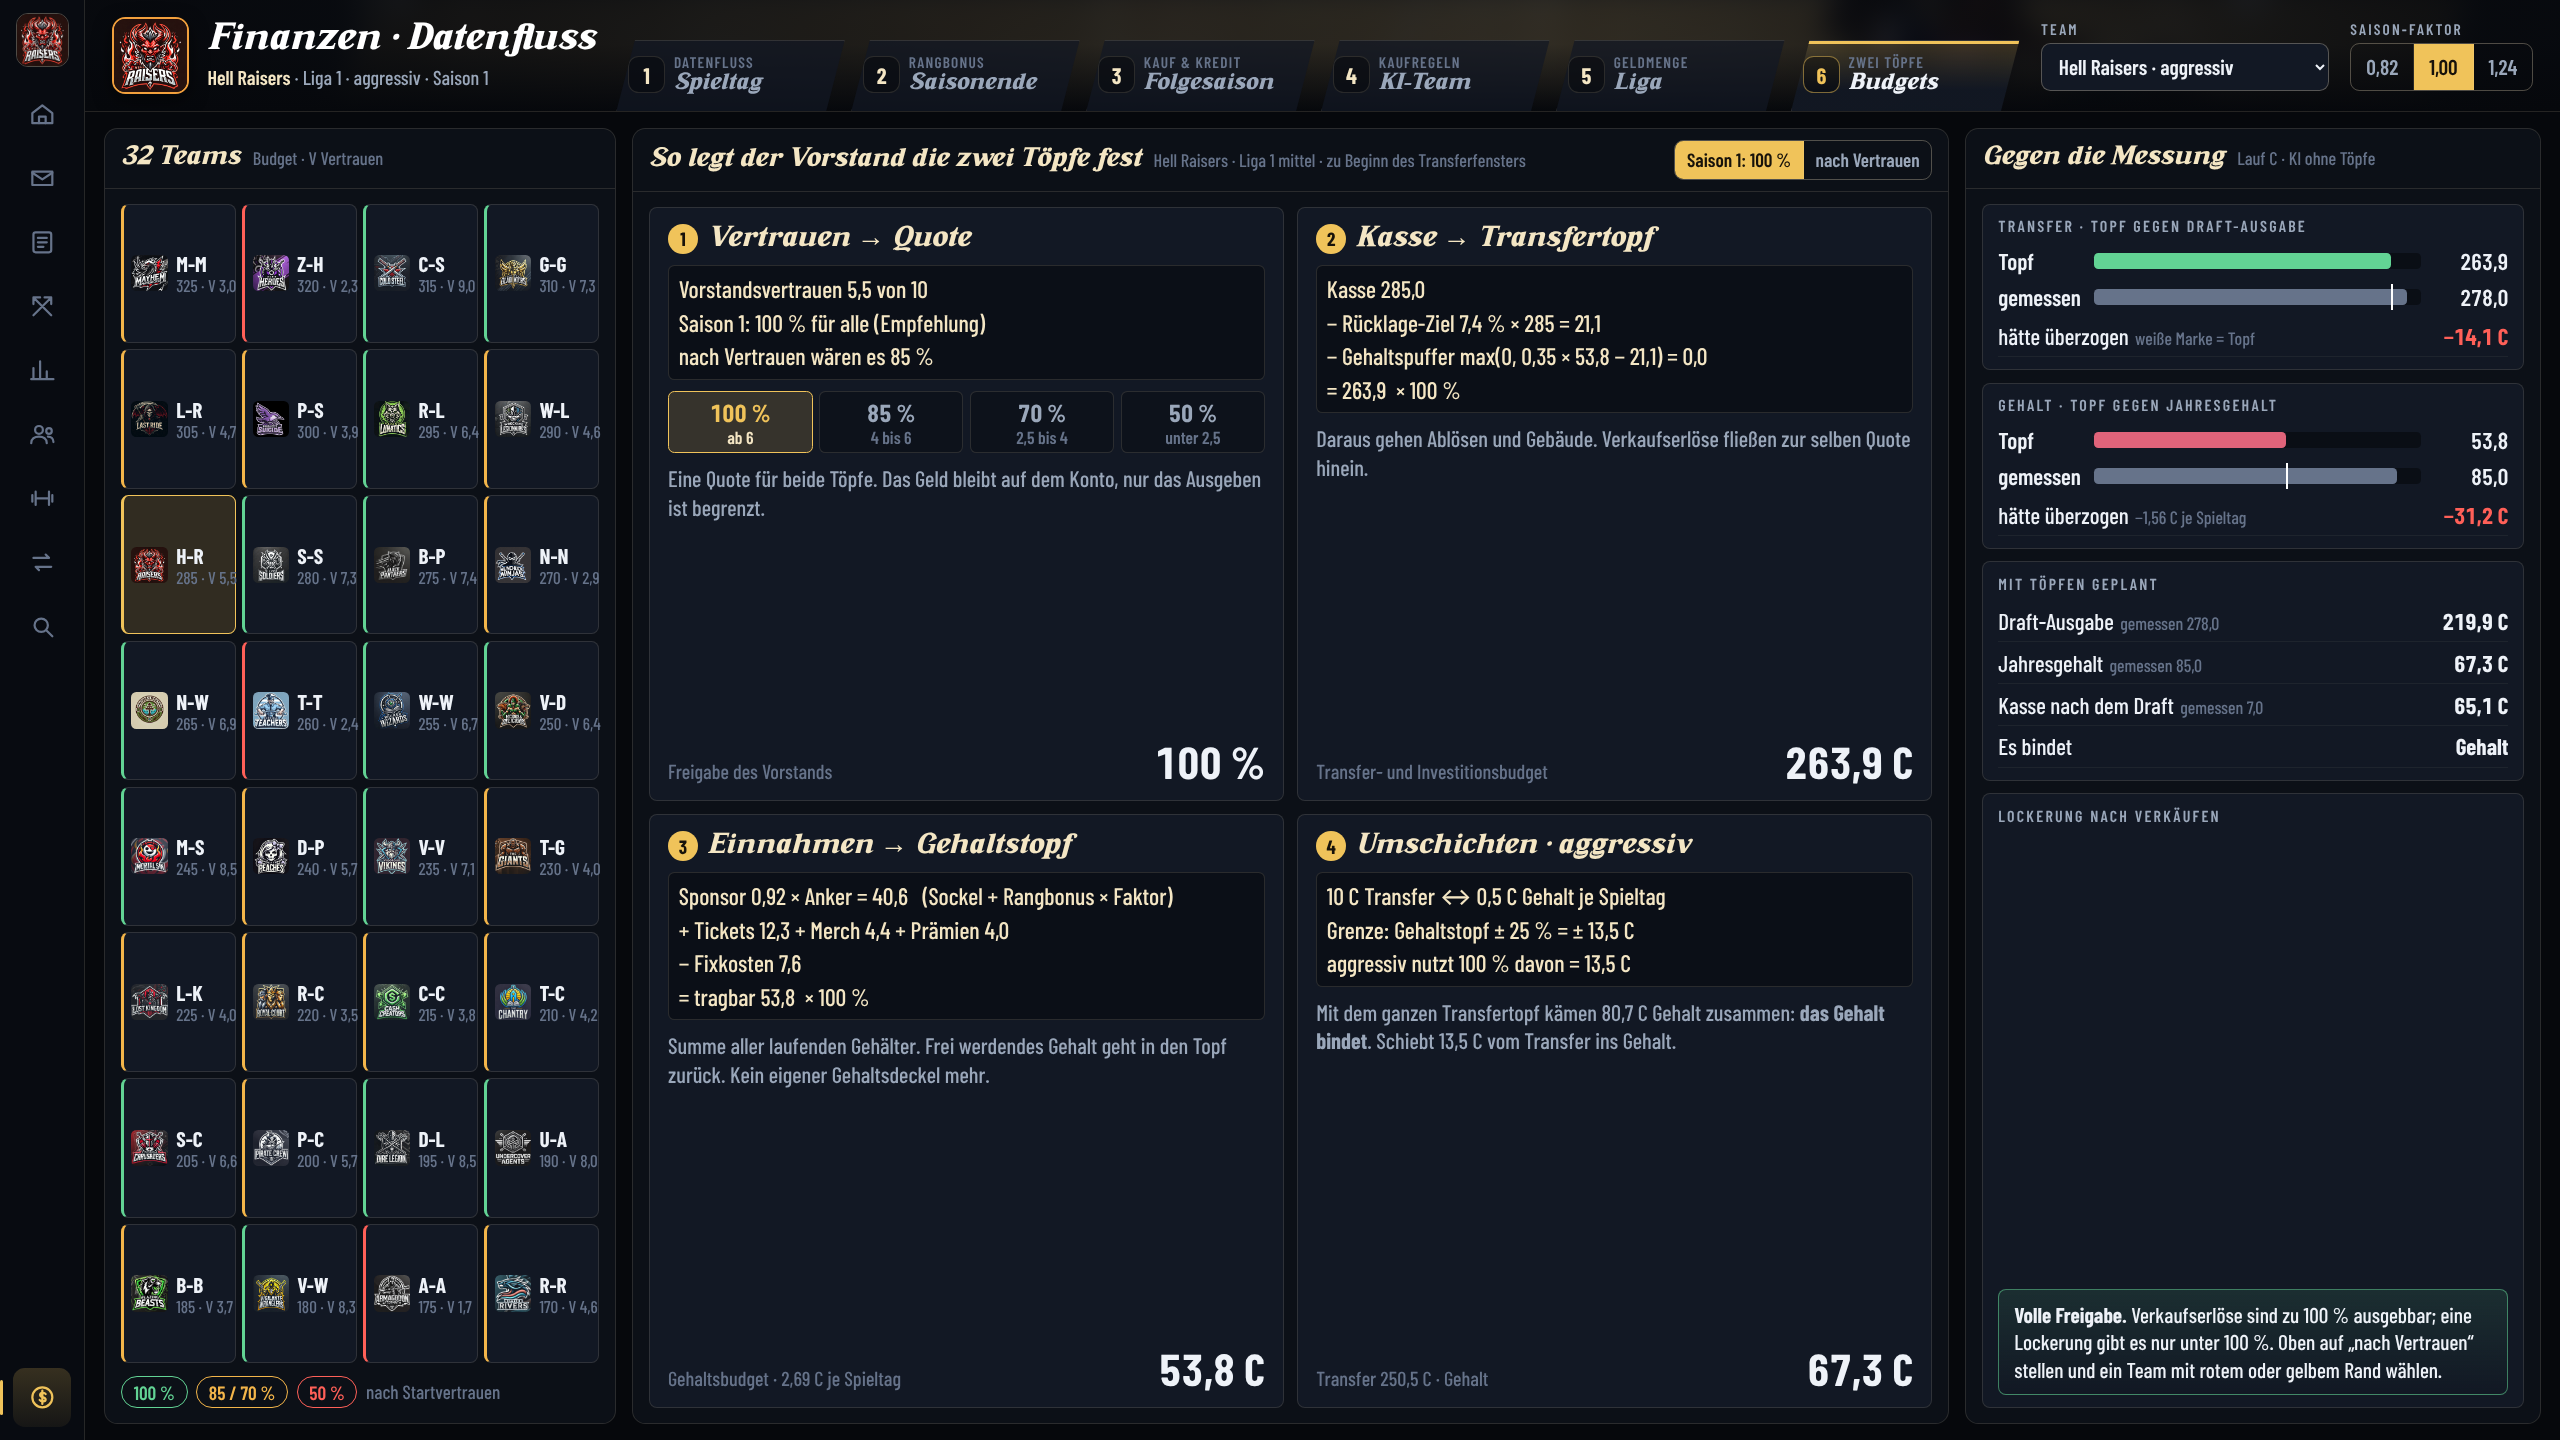 Finanzen · Datenfluss
Hell Raisers · Liga 1 · aggressiv · Saison 1
1 DATENFLUSS Spieltag
2 RANGBONUS Saisonende
3 KAUF & KREDIT Folgesaison
4 KAUFREGELN KI-Team
5 GELDMENGE Liga
6 ZWEI TÖPFE Budgets
TEAM
Hell Raisers · aggressiv
SAISON-FAKTOR
0,82 1,00 1,24
32 Teams Budget · V Vertrauen
M-M
325 · V 3,0
Z-H
320 · V 2,3
C-S
315 · V 9,0
G-G
310 · V 7,3
L-R
305 · V 4,7
P-S
300 · V 3,9
R-L
295 · V 6,4
W-L
290 · V 4,6
H-R
285 · V 5,5
S-S
280 · V 7,3
B-P
275 · V 7,4
N-N
270 · V 2,9
N-W
265 · V 6,9
T-T
260 · V 2,4
W-W
255 · V 6,7
V-D
250 · V 6,4
M-S
245 · V 8,5
D-P
240 · V 5,7
V-V
235 · V 7,1
T-G
230 · V 4,0
L-K
225 · V 4,0
R-C
220 · V 3,5
C-C
215 · V 3,8
T-C
210 · V 4,2
S-C
205 · V 6,6
P-C
200 · V 5,7
D-L
195 · V 8,5
U-A
190 · V 8,0
B-B
185 · V 3,7
V-W
180 · V 8,3
A-A
175 · V 1,7
R-R
170 · V 4,6
100 % 85 / 70 % 50 % nach Startvertrauen
So legt der Vorstand die zwei Töpfe fest Hell Raisers · Liga 1 mittel · zu Beginn des Transferfensters
Saison 1: 100 % nach Vertrauen
1 Vertrauen → Quote
Vorstandsvertrauen 5,5 von 10
Saison 1: 100 % für alle (Empfehlung)
nach Vertrauen wären es 85 %
100 % ab 6
85 % 4 bis 6
70 % 2,5 bis 4
50 % unter 2,5
Eine Quote für beide Töpfe. Das Geld bleibt auf dem Konto, nur das Ausgeben
ist begrenzt.
Freigabe des Vorstands 100 %
2 Kasse → Transfertopf
Kasse 285,0
− Rücklage-Ziel 7,4 % × 285 = 21,1
− Gehaltspuffer max(0, 0,35 × 53,8 − 21,1) = 0,0
= 263,9 × 100 %
Daraus gehen Ablösen und Gebäude. Verkaufserlöse fließen zur selben Quote
hinein.
Transfer- und Investitionsbudget 263,9 C
3 Einnahmen → Gehaltstopf
Sponsor 0,92 × Anker = 40,6 (Sockel + Rangbonus × Faktor)
+ Tickets 12,3 + Merch 4,4 + Prämien 4,0
− Fixkosten 7,6
= tragbar 53,8 × 100 %
Summe aller laufenden Gehälter. Frei werdendes Gehalt geht in den Topf
zurück. Kein eigener Gehaltsdeckel mehr.
Gehaltsbudget · 2,69 C je Spieltag 53,8 C
4 Umschichten · aggressiv
10 C Transfer ↔ 0,5 C Gehalt je Spieltag
Grenze: Gehaltstopf ± 25 % = ± 13,5 C
aggressiv nutzt 100 % davon = 13,5 C
Mit dem ganzen Transfertopf kämen 80,7 C Gehalt zusammen: das Gehalt
bindet. Schiebt 13,5 C vom Transfer ins Gehalt.
Transfer 250,5 C · Gehalt 67,3 C
Gegen die Messung Lauf C · KI ohne Töpfe
TRANSFER · TOPF GEGEN DRAFT-AUSGABE
Topf 263,9
gemessen 278,0
hätte überzogen weiße Marke = Topf −14,1 C
GEHALT · TOPF GEGEN JAHRESGEHALT
Topf 53,8
gemessen 85,0
hätte überzogen −1,56 C je Spieltag −31,2 C
MIT TÖPFEN GEPLANT
Draft-Ausgabe gemessen 278,0 219,9 C
Jahresgehalt gemessen 85,0 67,3 C
Kasse nach dem Draft gemessen 7,0 65,1 C
Es bindet Gehalt
LOCKERUNG NACH VERKÄUFEN
Volle Freigabe. Verkaufserlöse sind zu 100 % ausgebbar; eine
Lockerung gibt es nur unter 100 %. Oben auf „nach Vertrauen“
stellen und ein Team mit rotem oder gelbem Rand wählen.